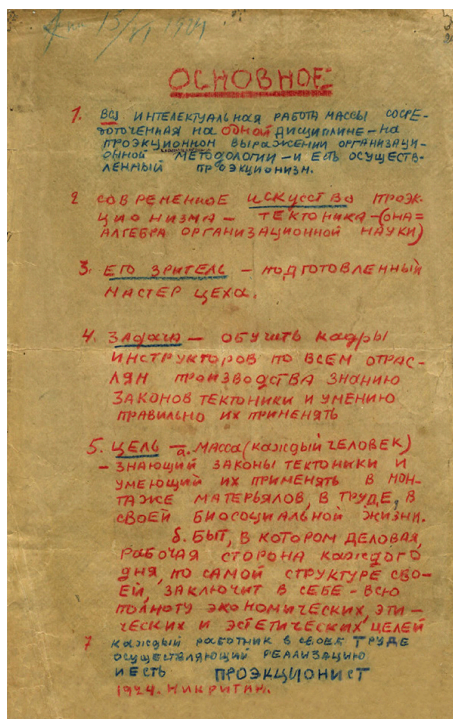 13/VI 1924
ОСНОВНОЕ
1. ВСЯ ИНТЕЛЕКТУАЛЬНАЯ РАБОТА МАССЫ СОСРЕ-
ДОТОЧЕННАЯ НА ОДНОЙ ДИСЦИПЛИНЕ – НА
ПРОЭКЦИОННОМ ВЫРАЖЕНИИ ОРГАНИЗАЦИ-
ОННОЙ МЕТОДОЛОГИИ – И ЕСТЬ ОСУЩЕСТВ-
ЛЕННЫЙ ПРОЭКЦИОНИЗМ.
2 СОВРЕМЕННОЕ ИСКУССТВО ПРОЭК-
ЦИОНИЗМА – ТЕКТОНИКА – (ОНА =
АЛГЕБРА ОРГАНИЗАЦИОННОЙ НАУКИ)
3. ЕГО ЗРИТЕЛЬ – ПОДГОТОВЛЕННЫЙ
МАСТЕР ЦЕХА.
4. ЗАДАЧА – ОБУЧИТЬ КАДРЫ
ИНСТРУКТОРОВ ПО ВСЕМ ОТРАС-
ЛЯМ ПРОИЗВОДСТВА ЗНАНИЮ
ЗАКОНОВ ТЕКТОНИКИ И УМЕНИЮ
ПРАВИЛЬНО ИХ ПРИМЕНЯТЬ
5. ЦЕЛЬ – а. МАССА (КАЖДЫЙ ЧЕЛОВЕК)
– ЗНАЮЩИЙ ЗАКОНЫ ТЕКТОНИКИ И
УМЕЮЩИЙ ИХ ПРИМЕНЯТЬ В МОН-
ТАЖЕ МАТЕРЬЯЛОВ, В ТРУДЕ, В
СВОЕЙ БИОСОЦИАЛЬНОЙ ЖИЗНИ.
б. БЫТ, В КОТОРОМ ДЕЛОВАЯ,
РАБОЧАЯ СТОРОНА КАЖДОГО
ДНЯ, ПО САМОЙ СТРУКТУРЕ СВО-
ЕЙ, ЗАКЛЮЧИТ В СЕБЕ – ВСЮ
ПОЛНОТУ ЭКОНОМИЧЕСКИХ, ЭТИ-
ЧЕСКИХ И ЭСТЕТИЧЕСКИХ ЦЕЛЕЙ
7 КАЖДЫЙ РАБОТНИК В СВОЕМ ТРУДЕ
ОСУЩЕСТВЛЯЮЩИЙ РЕАЛИЗАЦИЮ
И ЕСТЬ ПРОЭКЦИОНИСТ
1924. НИКРИТИН.